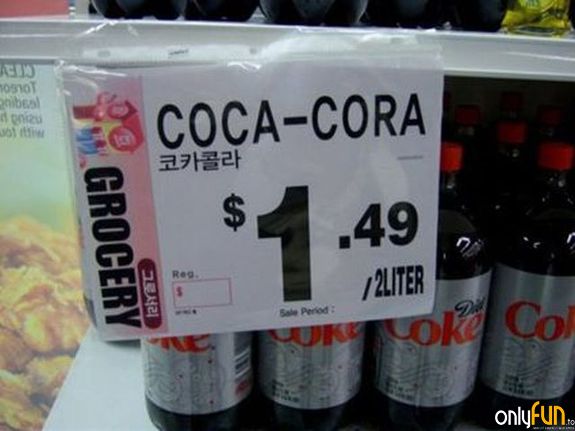 COCA-CORA
코카콜라
$1.49
/2LITER
GROCERY
그로서리
Reg.
$
Sale Period :
Coke
Coke
Diet
Coke
Coke
onlyFUN.to